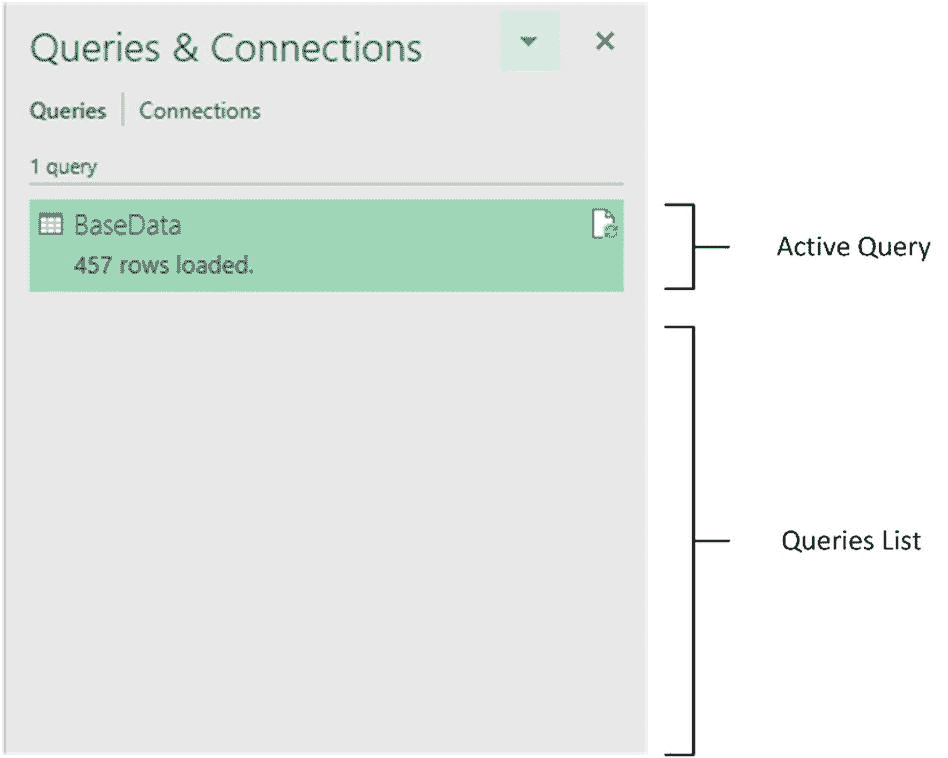 Queries & Connections
Queries | Connections
1 query
BaseData
457 rows loaded.
Active Query
Queries List